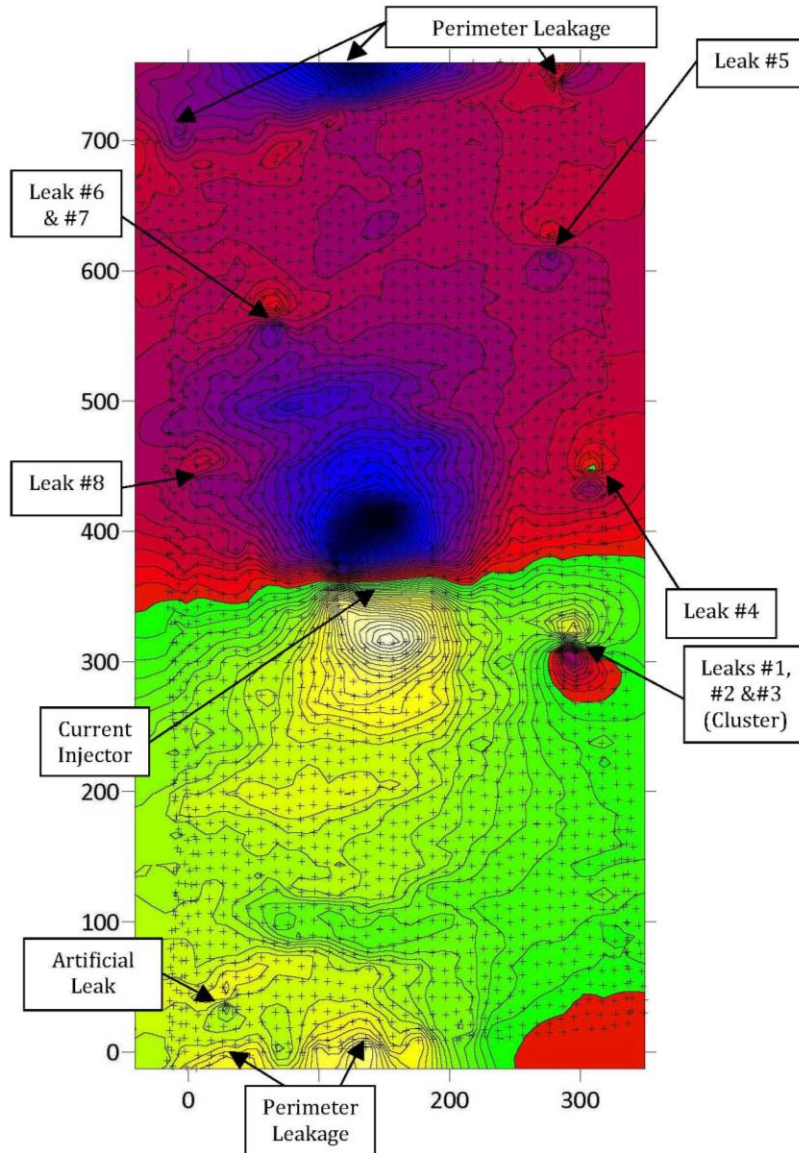 Perimeter Leakage
Leak #5
700
Leak #6
& #7
600
500
Leak #8
400
Leak #4
300
Leaks #1,
#2 &#3
(Cluster)
Current
Injector
200
100
Artificial
Leak
0
0
200
300
Perimeter
Leakage